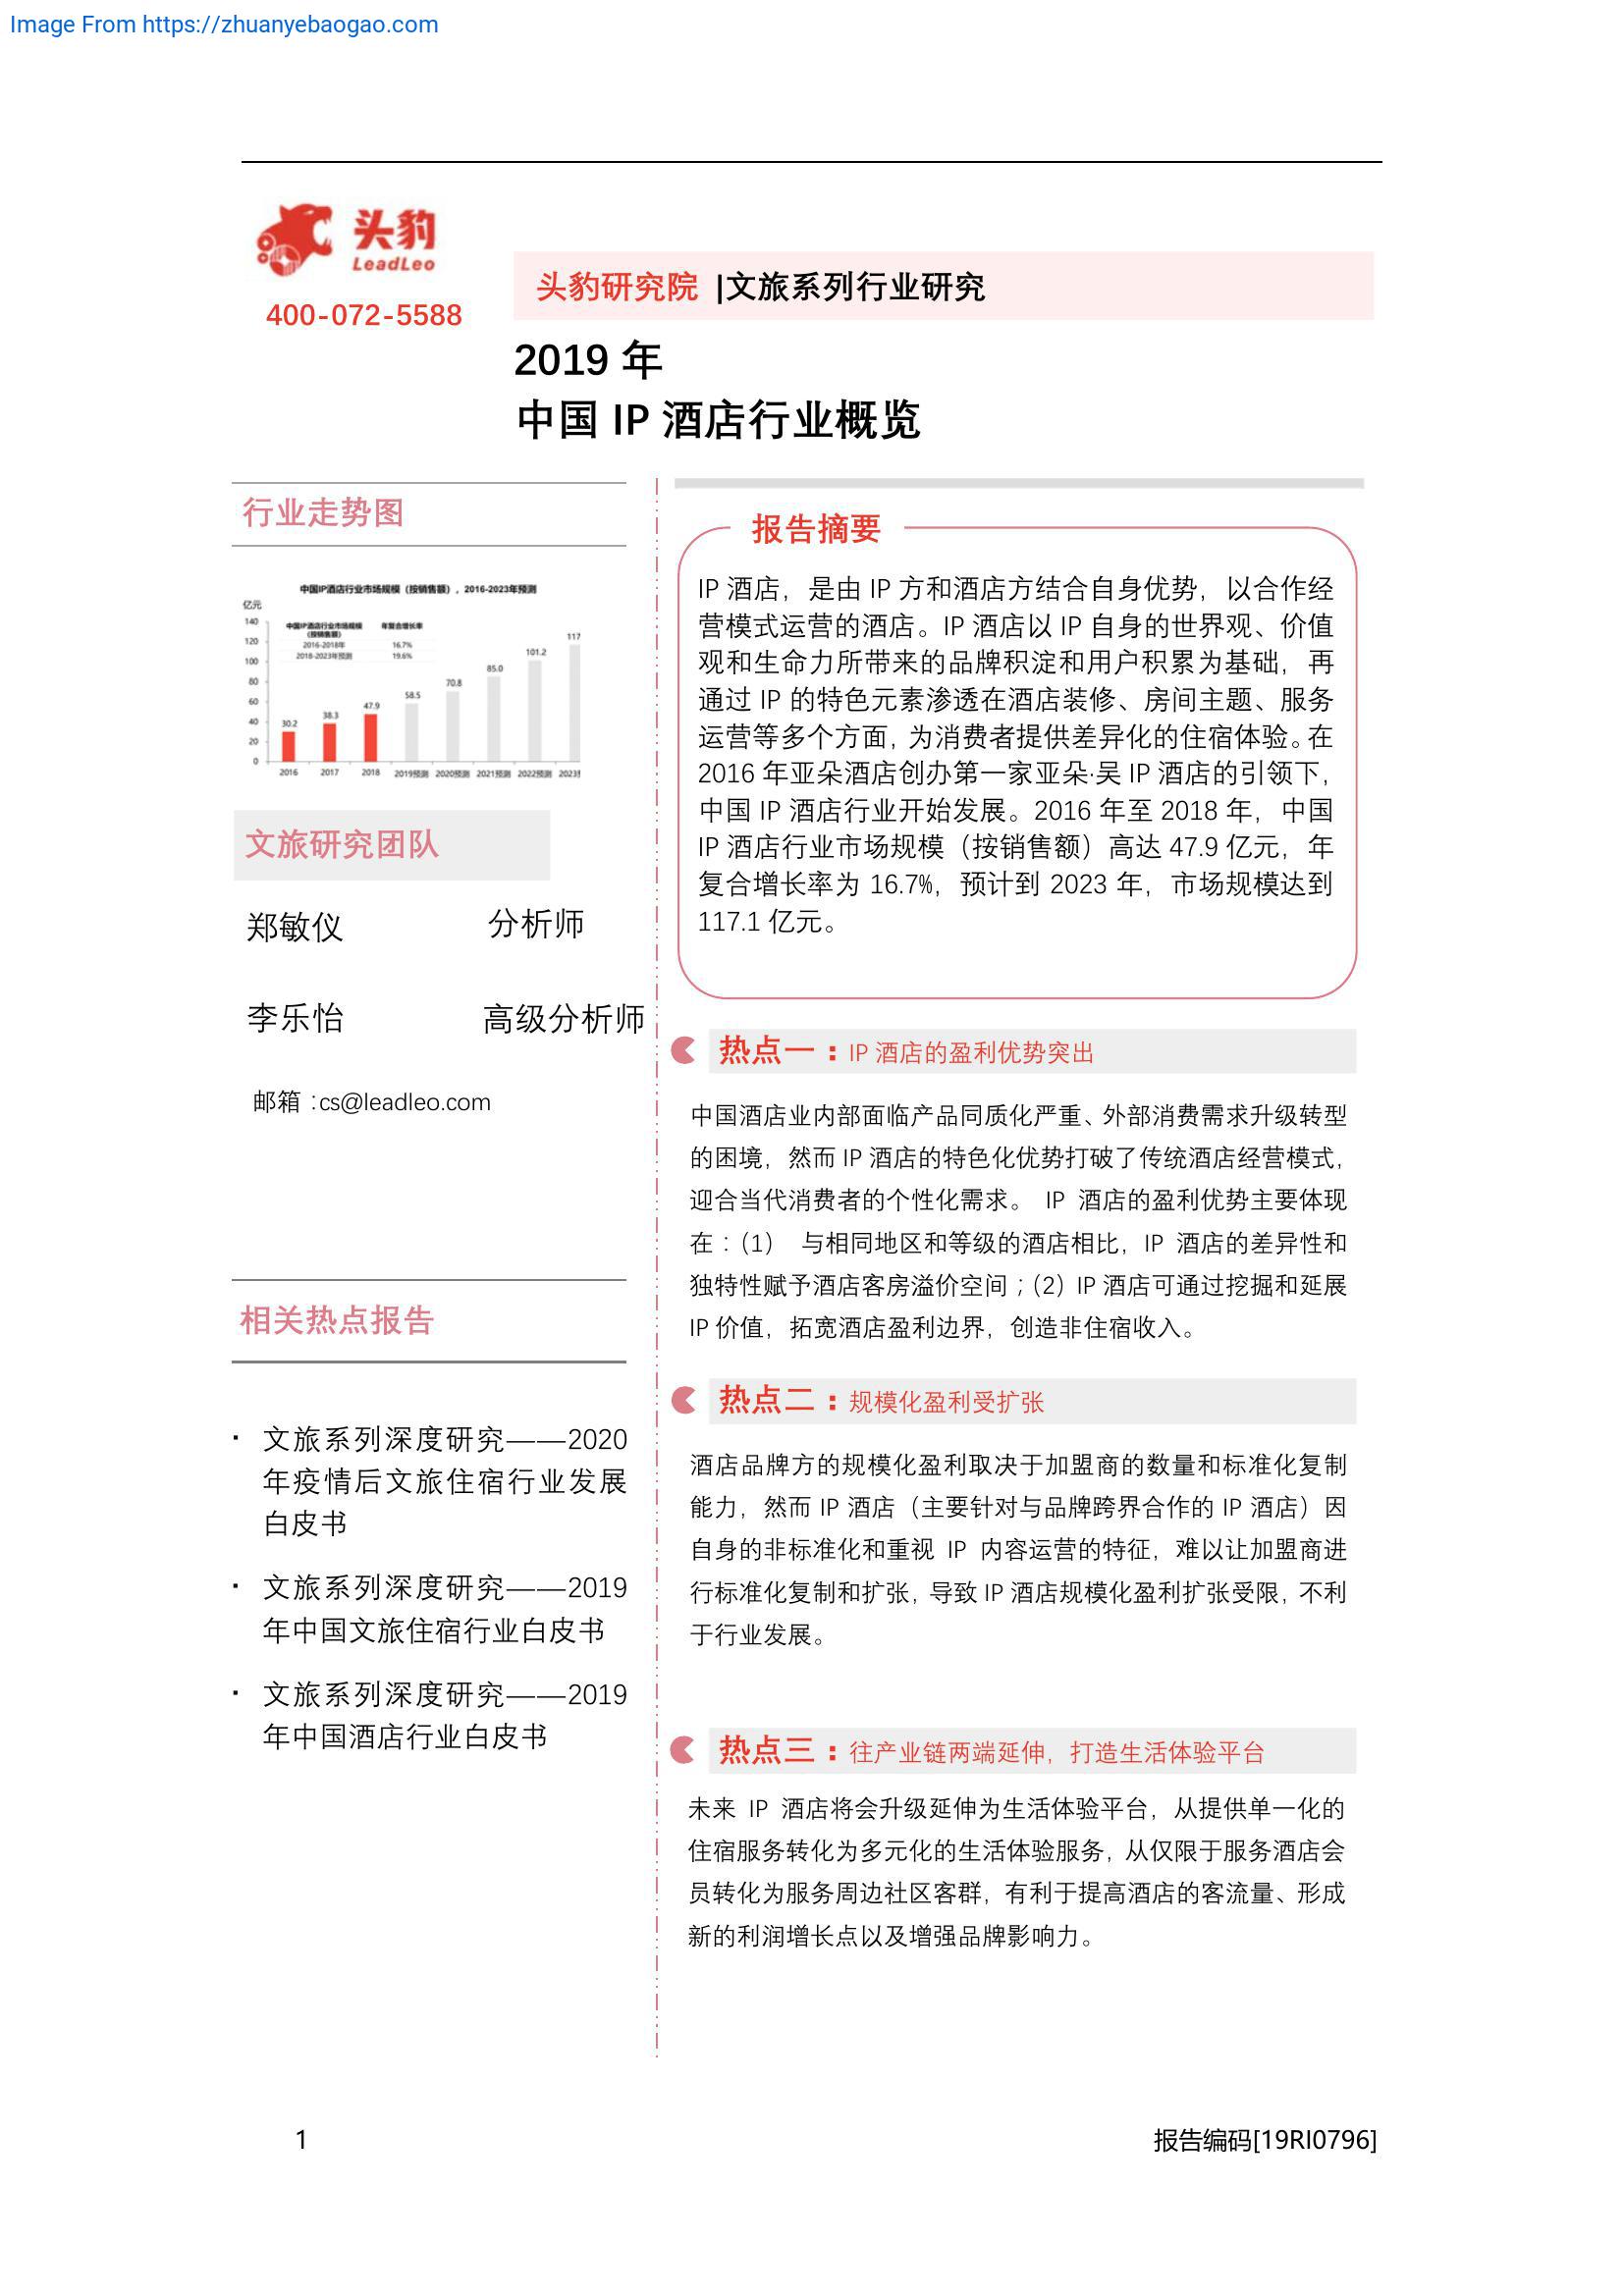 Image From https://zhuanyebaogao.com
头豹
LeadLeo
400-072-5588
头豹研究院 |文旅系列行业研究
2019 年
中国 IP 酒店行业概览
行业走势图
中国IP酒店行业市场规模（按销售额），2016-2023年预测
亿元
中国IP酒店行业市场规模 年复合增长率
（按销售额）
2016-2018年 16.7%
2018-2023年预测 19.6%
140
120
100
80
60
40
20
0
30.2
38.3
47.9
58.5
70.8
85.0
101.2
117
2016 2017 2018 2019预测 2020预测 2021预测 2022预测 2023
文旅研究团队
郑敏仪 分析师
李乐怡 高级分析师
邮箱：cs@leadleo.com
相关热点报告
· 文旅系列深度研究——2020
年疫情后文旅住宿行业发展
白皮书
· 文旅系列深度研究——2019
年中国文旅住宿行业白皮书
· 文旅系列深度研究——2019
年中国酒店行业白皮书
报告摘要
IP 酒店，是由 IP 方和酒店方结合自身优势，以合作经
营模式运营的酒店。IP 酒店以 IP 自身的世界观、价值
观和生命力所带来的品牌积淀和用户积累为基础，再
通过 IP 的特色元素渗透在酒店装修、房间主题、服务
运营等多个方面，为消费者提供差异化的住宿体验。在
2016 年亚朵酒店创办第一家亚朵·吴 IP 酒店的引领下，
中国 IP 酒店行业开始发展。2016 年至 2018 年，中国
IP 酒店行业市场规模（按销售额）高达 47.9 亿元，年
复合增长率为 16.7%，预计到 2023 年，市场规模达到
117.1 亿元。
热点一：IP 酒店的盈利优势突出
中国酒店业内部面临产品同质化严重、外部消费需求升级转型
的困境，然而 IP 酒店的特色化优势打破了传统酒店经营模式，
迎合当代消费者的个性化需求。 IP 酒店的盈利优势主要体现
在：（1） 与相同地区和等级的酒店相比，IP 酒店的差异性和
独特性赋予酒店客房溢价空间；（2）IP 酒店可通过挖掘和延展
IP 价值，拓宽酒店盈利边界，创造非住宿收入。
热点二：规模化盈利受扩张
酒店品牌方的规模化盈利取决于加盟商的数量和标准化复制
能力，然而 IP 酒店（主要针对与品牌跨界合作的 IP 酒店）因
自身的非标准化和重视 IP 内容运营的特征，难以让加盟商进
行标准化复制和扩张，导致 IP 酒店规模化盈利扩张受限，不利
于行业发展。
热点三：往产业链两端延伸，打造生活体验平台
未来 IP 酒店将会升级延伸为生活体验平台，从提供单一化的
住宿服务转化为多元化的生活体验服务，从仅限于服务酒店会
员转化为服务周边社区客群，有利于提高酒店的客流量、形成
新的利润增长点以及增强品牌影响力。
1
报告编码[19RI0796]